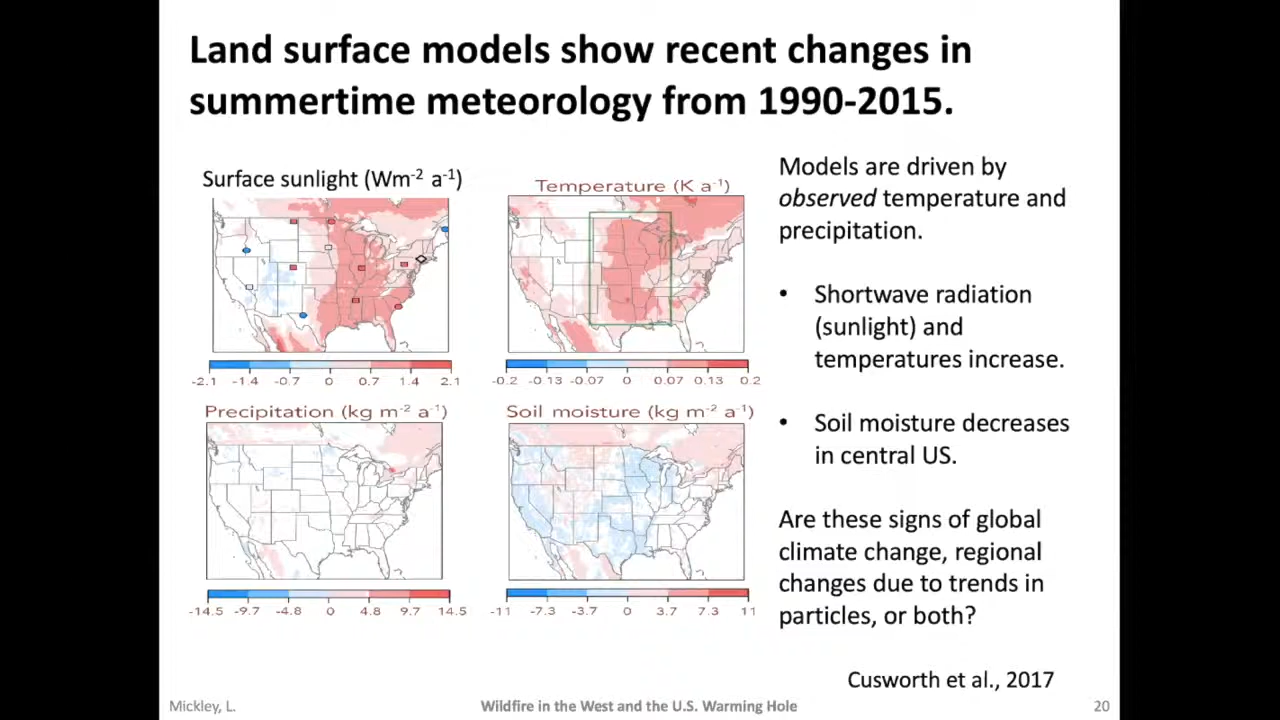 Land surface models show recent changes in
summertime meteorology from 1990-2015.
Surface sunlight (Wm⁻² a⁻¹)
-2.1 -1.4 -0.7 0 0.7 1.4 2.1
Temperature (K a⁻¹)
-0.2 -0.13 -0.07 0 0.07 0.13 0.2
Precipitation (kg m⁻² a⁻¹)
-14.5 -9.7 -4.8 0 4.8 9.7 14.5
Soil moisture (kg m⁻² a⁻¹)
-11 -7.3 -3.7 0 3.7 7.3 11
Models are driven by
observed temperature and
precipitation.
• Shortwave radiation
(sunlight) and
temperatures increase.
• Soil moisture decreases
in central US.
Are these signs of global
climate change, regional
changes due to trends in
particles, or both?
Cusworth et al., 2017
Mickley, L.
Wildfire in the West and the U.S. Warming Hole
20